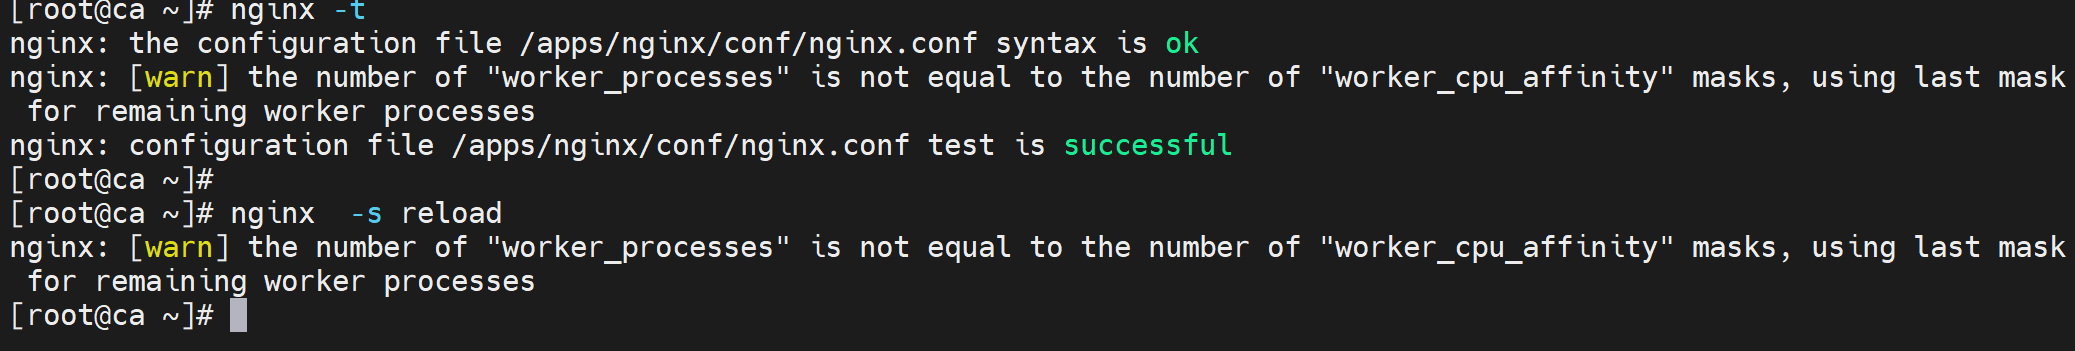 [root@ca ~]# nginx -t
nginx: the configuration file /apps/nginx/conf/nginx.conf syntax is ok
nginx: [warn] the number of "worker_processes" is not equal to the number of "worker_cpu_affinity" masks, using last mask
 for remaining worker processes
nginx: configuration file /apps/nginx/conf/nginx.conf test is successful
[root@ca ~]#
[root@ca ~]# nginx  -s reload
nginx: [warn] the number of "worker_processes" is not equal to the number of "worker_cpu_affinity" masks, using last mask
 for remaining worker processes
[root@ca ~]#